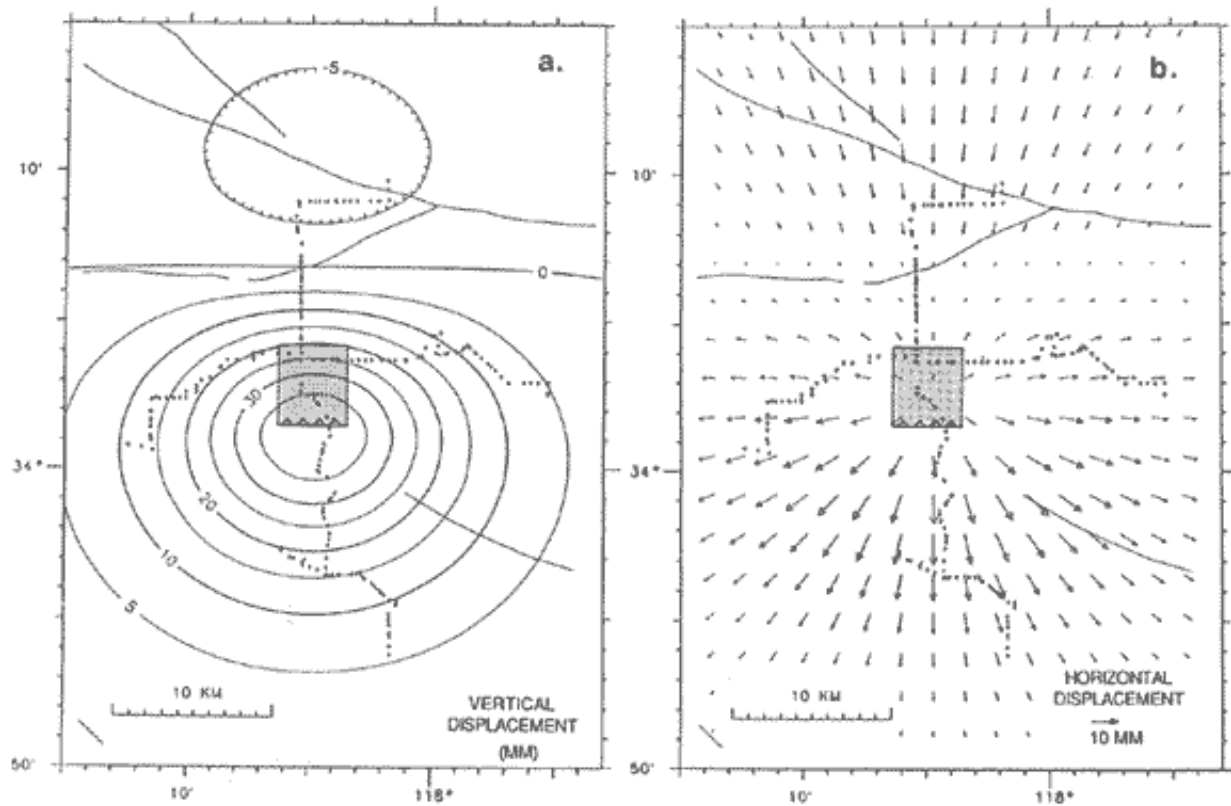 a.
-5
10'
0
30
34°
20
10
5
10 KM
VERTICAL
DISPLACEMENT
(MM)
50'
10'
118°
b.
10'
34°
10 KM
HORIZONTAL
DISPLACEMENT
10 MM
50'
10'
118°